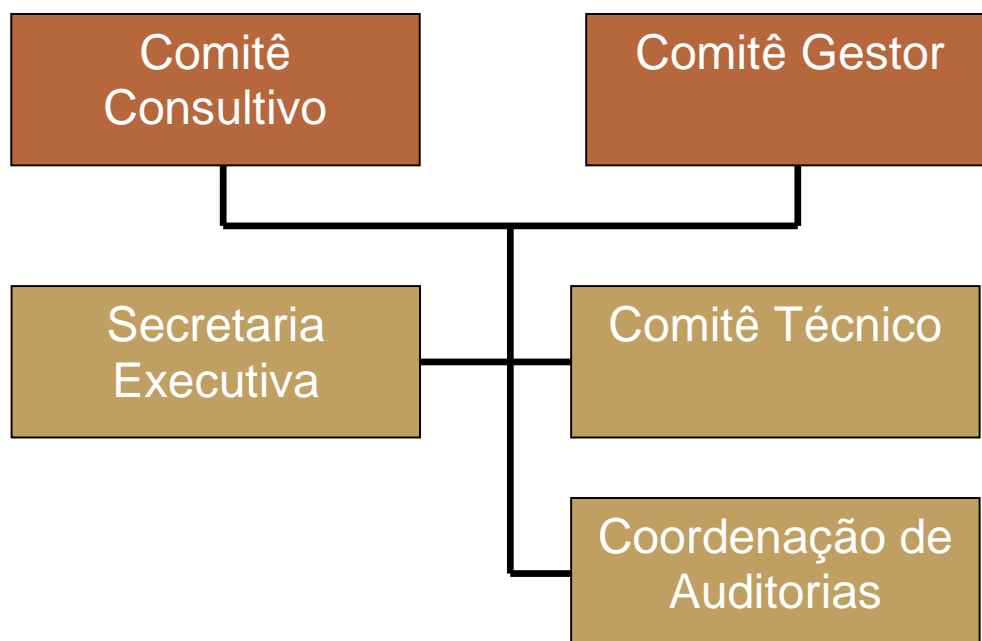 Comitê
Consultivo
Comitê Gestor
Secretaria
Executiva
Comitê Técnico
Coordenação de
Auditorias